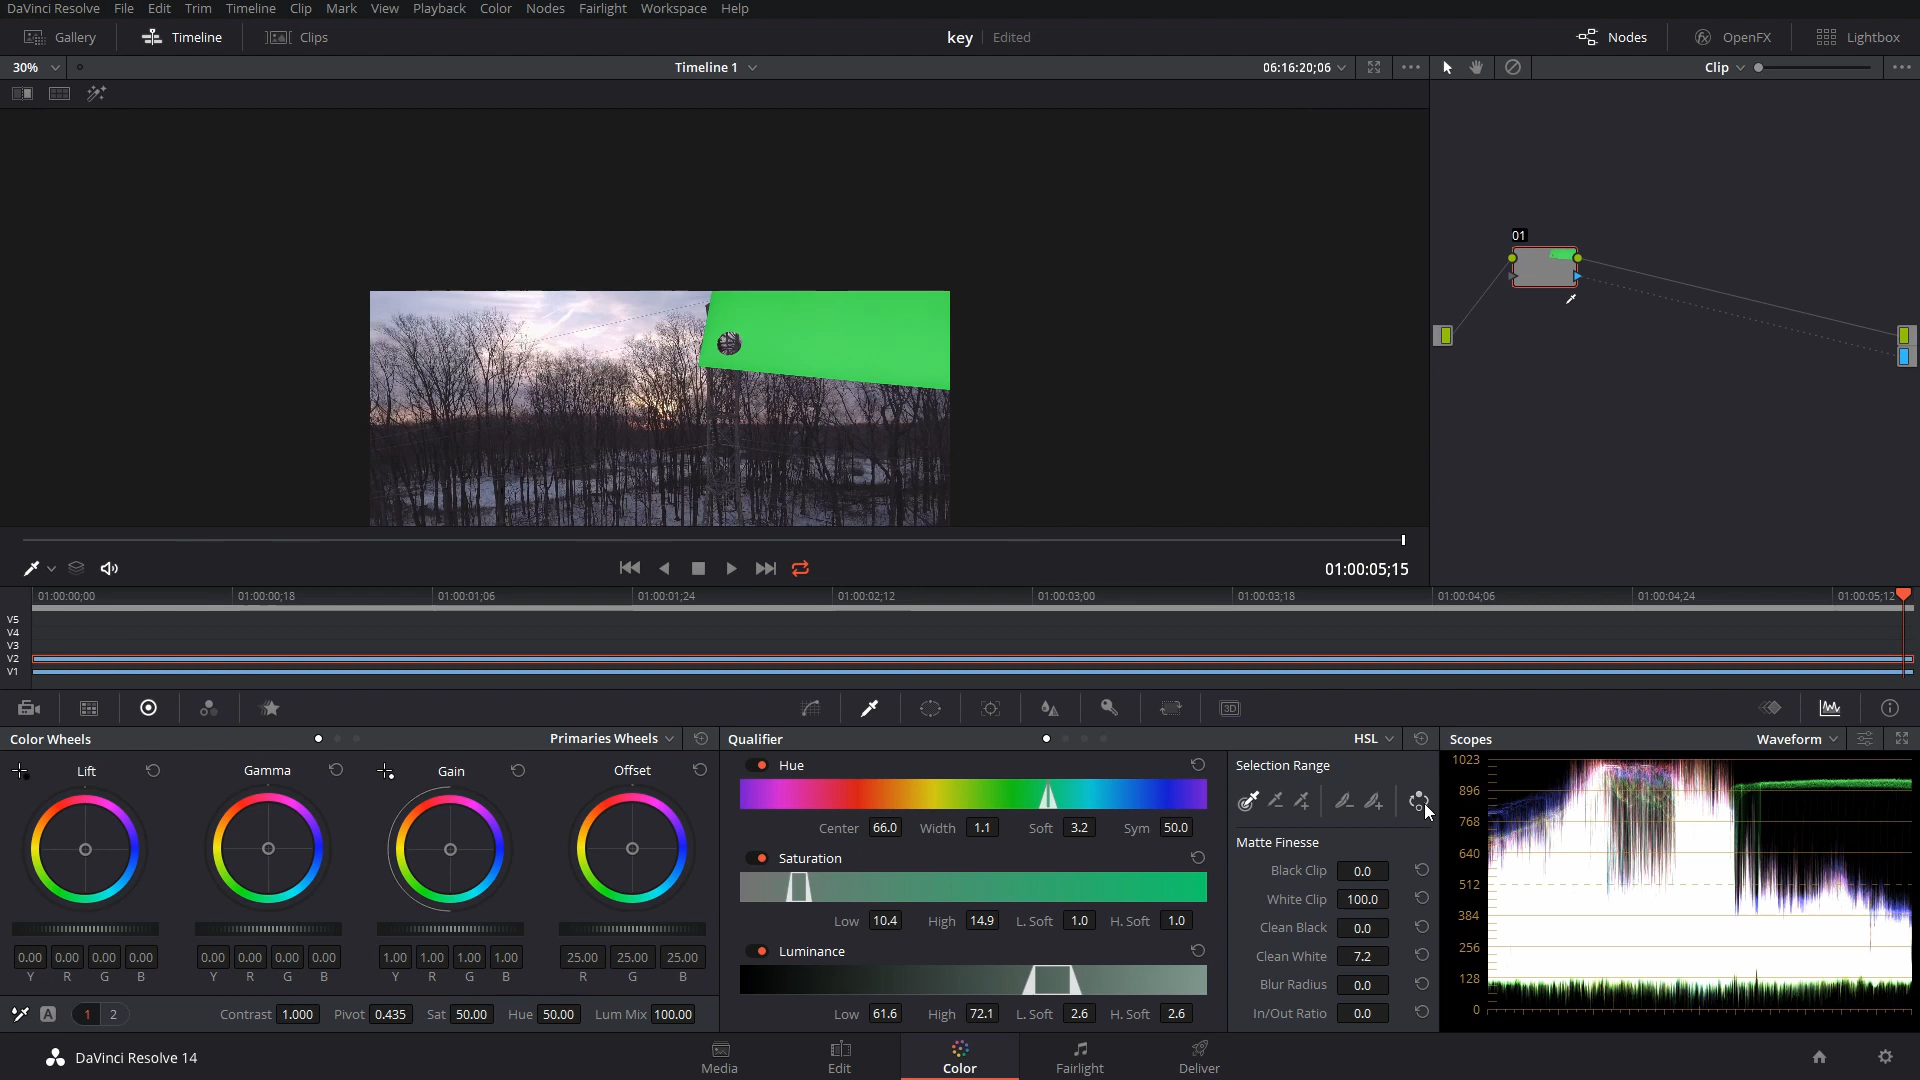 DaVinci Resolve File Edit Trim Timeline Clip Mark View Playback Color Nodes Fairlight Workspace Help
Gallery Timeline Clips key Edited Nodes OpenFX Lightbox
30% Timeline 1 06:16:20;06 Clip
01
01:00:05;15
01:00:00;00 01:00:00;18 01:00:01;06 01:00:01;24 01:00:02;12 01:00:03;00 01:00:03;18 01:00:04;06 01:00:04;24 01:00:05;12
V5
V4
V3
V2
V1
3D
Color Wheels Primaries Wheels Qualifier HSL Scopes Waveform
Lift Gamma Gain Offset
0.00 0.00 0.00 0.00 0.00 0.00 0.00 0.00 1.00 1.00 1.00 1.00 25.00 25.00 25.00
Y R G B Y R G B Y R G B R G B
A 1 2 Contrast 1.000 Pivot 0.435 Sat 50.00 Hue 50.00 Lum Mix 100.00
Hue
Center 66.0 Width 1.1 Soft 3.2 Sym 50.0
Saturation
Low 10.4 High 14.9 L. Soft 1.0 H. Soft 1.0
Luminance
Low 61.6 High 72.1 L. Soft 2.6 H. Soft 2.6
Selection Range
Matte Finesse
Black Clip 0.0
White Clip 100.0
Clean Black 0.0
Clean White 7.2
Blur Radius 0.0
In/Out Ratio 0.0
1023
896
768
640
512
384
256
128
0
DaVinci Resolve 14 Media Edit Color Fairlight Deliver